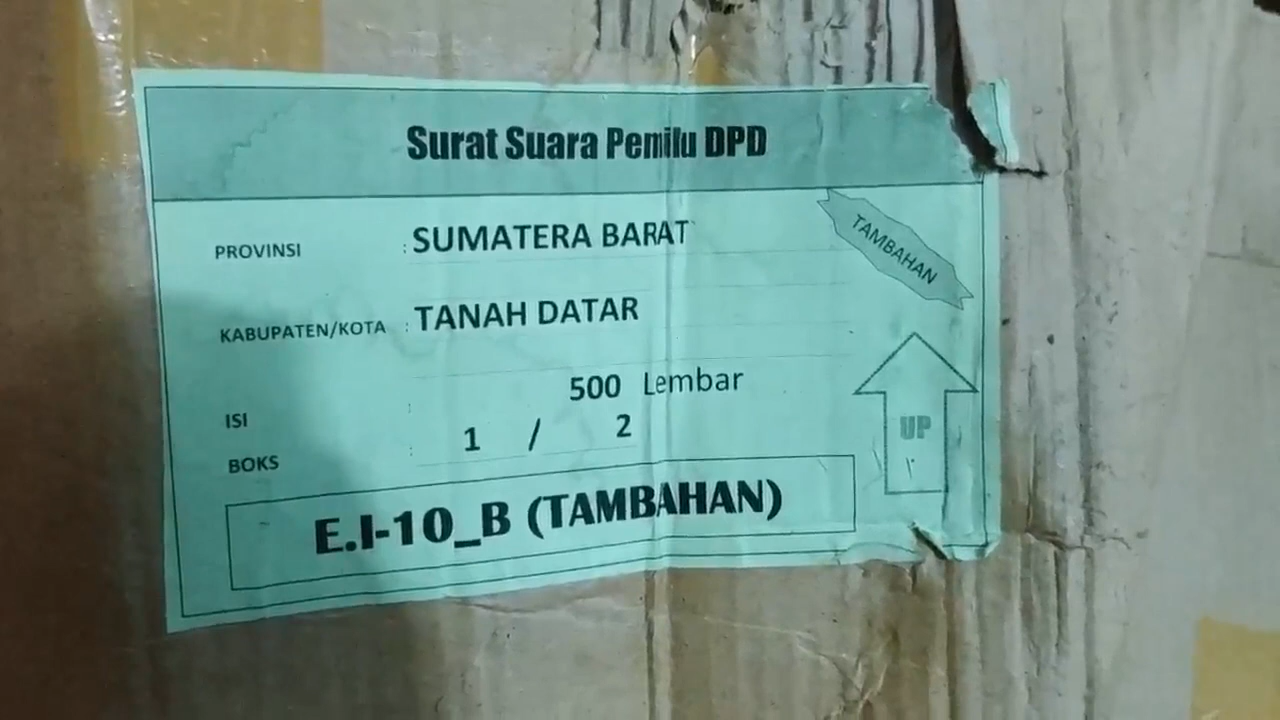 Surat Suara Pemilu DPD
PROVINSI : SUMATERA BARAT
TAMBAHAN
KABUPATEN/KOTA : TANAH DATAR
ISI : 500 Lembar
BOKS 1 / 2
UP
E.I-10_B (TAMBAHAN)